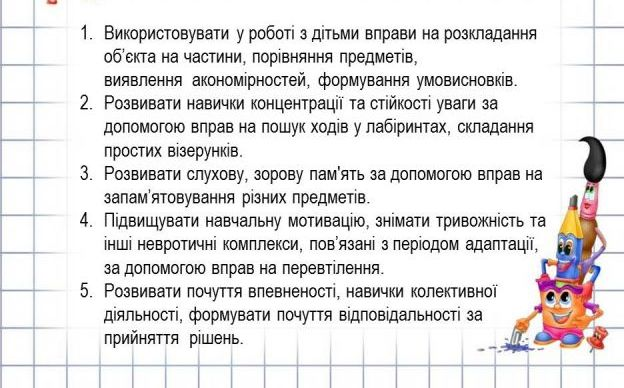 1. Використовувати у роботі з дітьми вправи на розкладання
об’єкта на частини, порівняння предметів,
виявлення акономірностей, формування умовисновків.
2. Розвивати навички концентрації та стійкості уваги за
допомогою вправ на пошук ходів у лабіринтах, складання
простих візерунків.
3. Розвивати слухову, зорову пам'ять за допомогою вправ на
запам’ятовування різних предметів.
4. Підвищувати навчальну мотивацію, знімати тривожність та
інші невротичні комплекси, пов’язані з періодом адаптації,
за допомогою вправ на перевтілення.
5. Розвивати почуття впевненості, навички колективної
діяльності, формувати почуття відповідальності за
прийняття рішень.